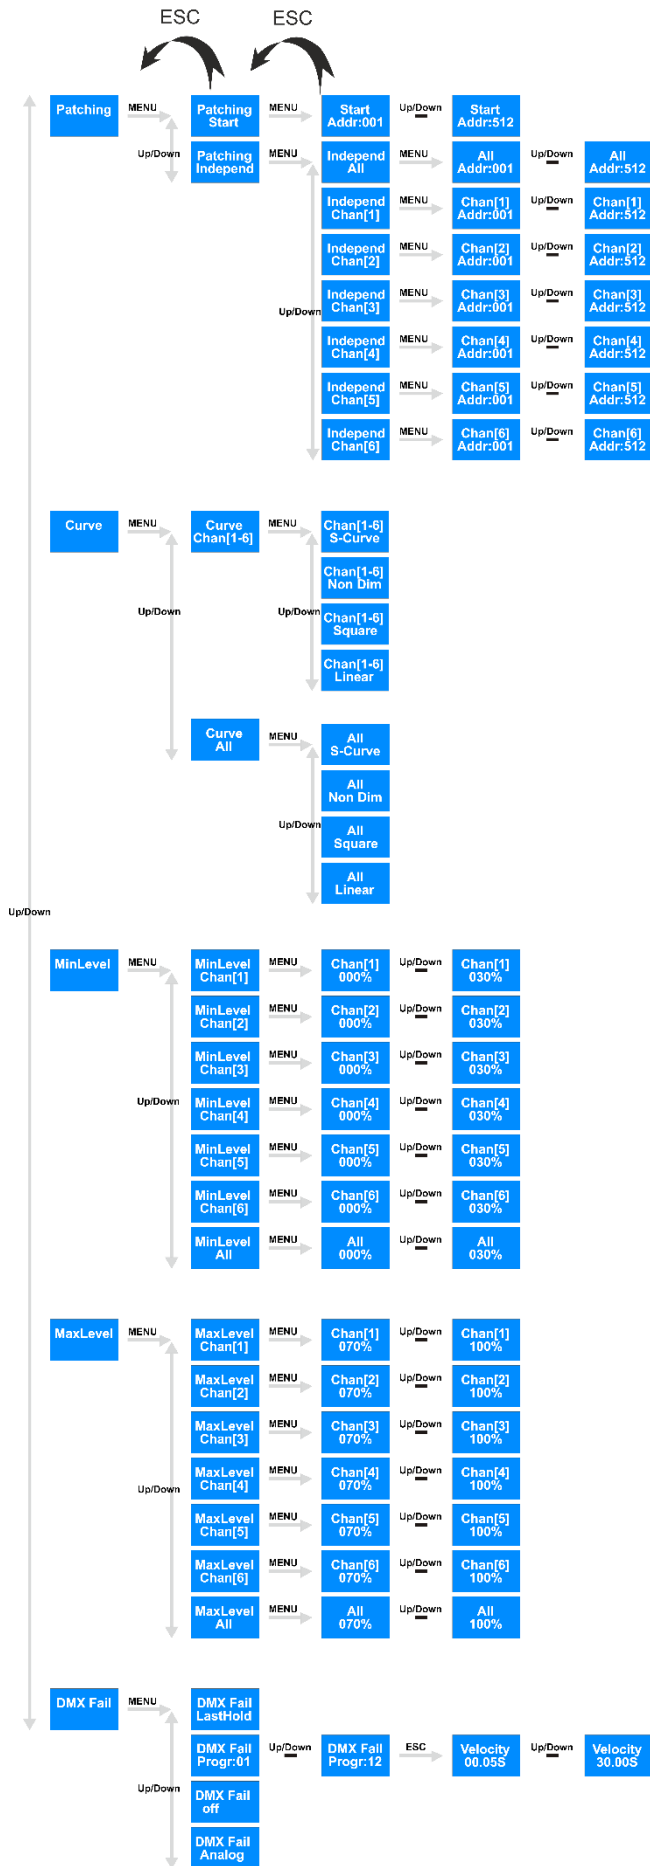 ESC
ESC
Patching
MENU
Patching
Start
MENU
Start
Addr:001
Up/Down
Start
Addr:512
Up/Down
Patching
Independ
MENU
Independ
All
MENU
All
Addr:001
Up/Down
All
Addr:512
Independ
Chan[1]
MENU
Chan[1]
Addr:001
Up/Down
Chan[1]
Addr:512
Independ
Chan[2]
MENU
Chan[2]
Addr:001
Up/Down
Chan[2]
Addr:512
Up/Down
Independ
Chan[3]
MENU
Chan[3]
Addr:001
Up/Down
Chan[3]
Addr:512
Independ
Chan[4]
MENU
Chan[4]
Addr:001
Up/Down
Chan[4]
Addr:512
Independ
Chan[5]
MENU
Chan[5]
Addr:001
Up/Down
Chan[5]
Addr:512
Independ
Chan[6]
MENU
Chan[6]
Addr:001
Up/Down
Chan[6]
Addr:512
Curve
MENU
Curve
Chan[1-6]
MENU
Chan[1-6]
S-Curve
Chan[1-6]
Non Dim
Up/Down
Up/Down
Chan[1-6]
Square
Chan[1-6]
Linear
Curve
All
MENU
All
S-Curve
All
Non Dim
Up/Down
All
Square
All
Linear
Up/Down
MinLevel
MENU
MinLevel
Chan[1]
MENU
Chan[1]
000%
Up/Down
Chan[1]
030%
MinLevel
Chan[2]
MENU
Chan[2]
000%
Up/Down
Chan[2]
030%
MinLevel
Chan[3]
MENU
Chan[3]
000%
Up/Down
Chan[3]
030%
Up/Down
MinLevel
Chan[4]
MENU
Chan[4]
000%
Up/Down
Chan[4]
030%
MinLevel
Chan[5]
MENU
Chan[5]
000%
Up/Down
Chan[5]
030%
MinLevel
Chan[6]
MENU
Chan[6]
000%
Up/Down
Chan[6]
030%
MinLevel
All
MENU
All
000%
Up/Down
All
030%
MaxLevel
MENU
MaxLevel
Chan[1]
MENU
Chan[1]
070%
Up/Down
Chan[1]
100%
MaxLevel
Chan[2]
MENU
Chan[2]
070%
Up/Down
Chan[2]
100%
MaxLevel
Chan[3]
MENU
Chan[3]
070%
Up/Down
Chan[3]
100%
Up/Down
MaxLevel
Chan[4]
MENU
Chan[4]
070%
Up/Down
Chan[4]
100%
MaxLevel
Chan[5]
MENU
Chan[5]
070%
Up/Down
Chan[5]
100%
MaxLevel
Chan[6]
MENU
Chan[6]
070%
Up/Down
Chan[6]
100%
MaxLevel
All
MENU
All
070%
Up/Down
All
100%
DMX Fail
MENU
DMX Fail
LastHold
DMX Fail
Progr:01
Up/Down
DMX Fail
Progr:12
ESC
Velocity
00.05S
Up/Down
Velocity
30.00S
Up/Down
DMX Fail
off
DMX Fail
Analog